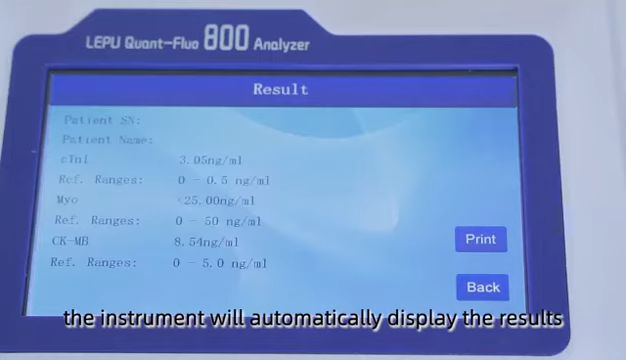 LEPU Quant-Fluo 800 Analyzer
Result
Patient SN:
Patient Name:
cTnI 3.05ng/ml
Ref. Ranges: 0 - 0.5 ng/ml
Myo <25.00ng/ml
Ref. Ranges: 0 - 50 ng/ml
CK-MB 8.54ng/ml
Ref. Ranges: 0 - 5.0 ng/ml
Print
Back
the instrument will automatically display the results